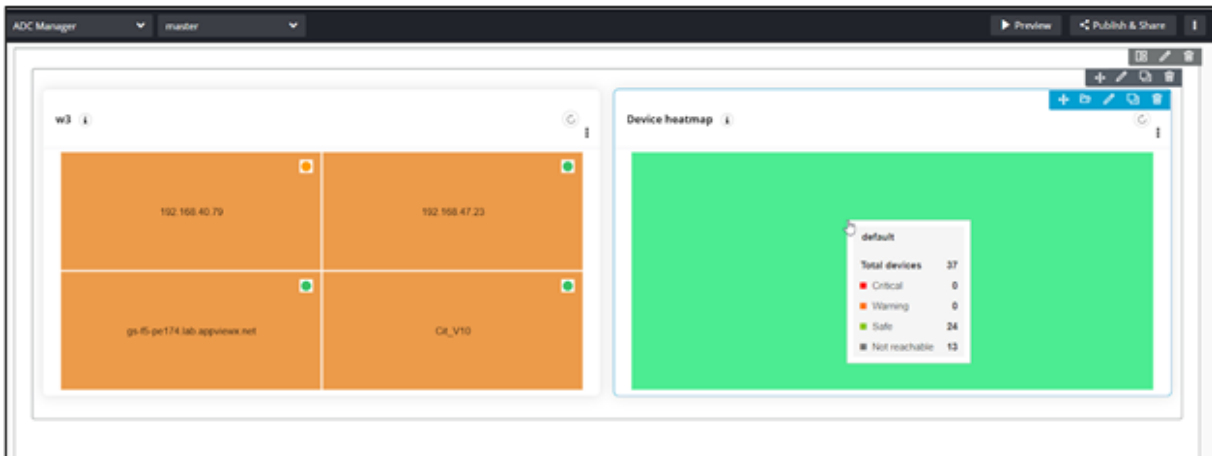 ADC Manager master Preview Publish & Share
w3
Device heatmap
192.168.40.79
192.168.47.23
gs-f5-pe174.lab.appviewx.net
Cit_V10
default
Total devices 37
Critical 0
Warning 0
Safe 24
Not reachable 13